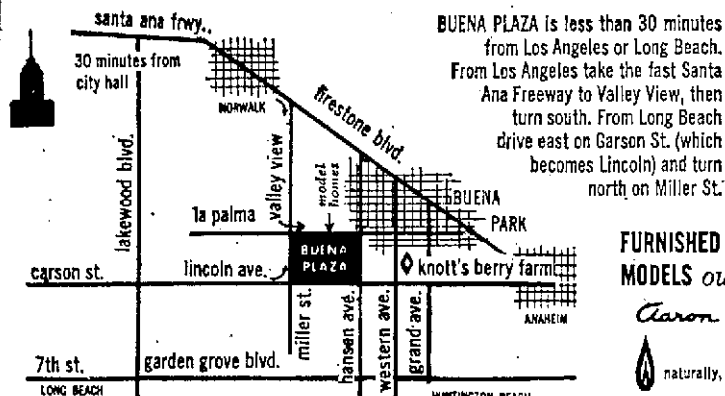 santa ana frwy.
30 minutes from
city hall
NORWALK
firestone blvd.
lakewood blvd.
valley view
model
homes
la palma
BUENA
PARK
BUENA
PLAZA
lincoln ave.
carson st.
knott's berry farm
ANAHEIM
miller st.
hansen ave.
western ave.
grand ave.
7th st.
garden grove blvd.
LONG BEACH
HUNTINGTON BEACH
BUENA PLAZA is less than 30 minutes
from Los Angeles or Long Beach.
From Los Angeles take the fast Santa
Ana Freeway to Valley View, then
turn south. From Long Beach
drive east on Garson St. (which
becomes Lincoln) and turn
north on Miller St.
FURNISHED
MODELS
Aaron
naturally,